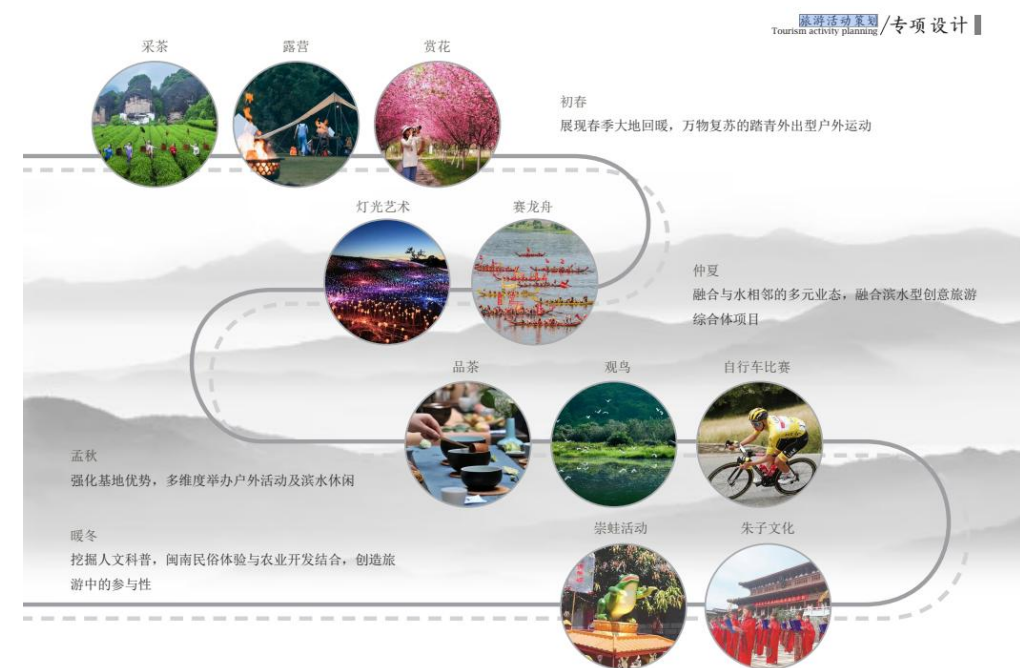 旅游活动策划/专项设计
Tourism activity planning
采茶
露营
赏花
初春
展现春季大地回暖，万物复苏的踏青外出型户外运动
灯光艺术
赛龙舟
仲夏
融合与水相邻的多元业态，融合滨水型创意旅游
综合体项目
品茶
观鸟
自行车比赛
孟秋
强化基地优势，多维度举办户外活动及滨水休闲
崇蛙活动
朱子文化
暖冬
挖掘人文科普，闽南民俗体验与农业开发结合，创造旅
游中的参与性